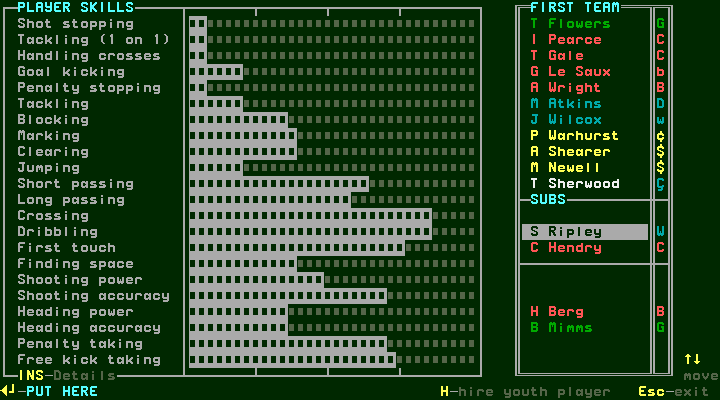 PLAYER SKILLS
Shot stopping
Tackling (1 on 1)
Handling crosses
Goal kicking
Penalty stopping
Tackling
Blocking
Marking
Clearing
Jumping
Short passing
Long passing
Crossing
Dribbling
First touch
Finding space
Shooting power
Shooting accuracy
Heading power
Heading accuracy
Penalty taking
Free kick taking
INS-Details
FIRST TEAM
T Flowers G
I Pearce C
T Gale C
G Le Saux b
A Wright B
M Atkins D
J Wilcox w
P Warhurst ¢
A Shearer $
M Newell $
T Sherwood Ç
SUBS
S Ripley W
C Hendry C
H Berg B
B Mimms G
↑↓
move
↵-PUT HERE
H-hire youth player
Esc-exit